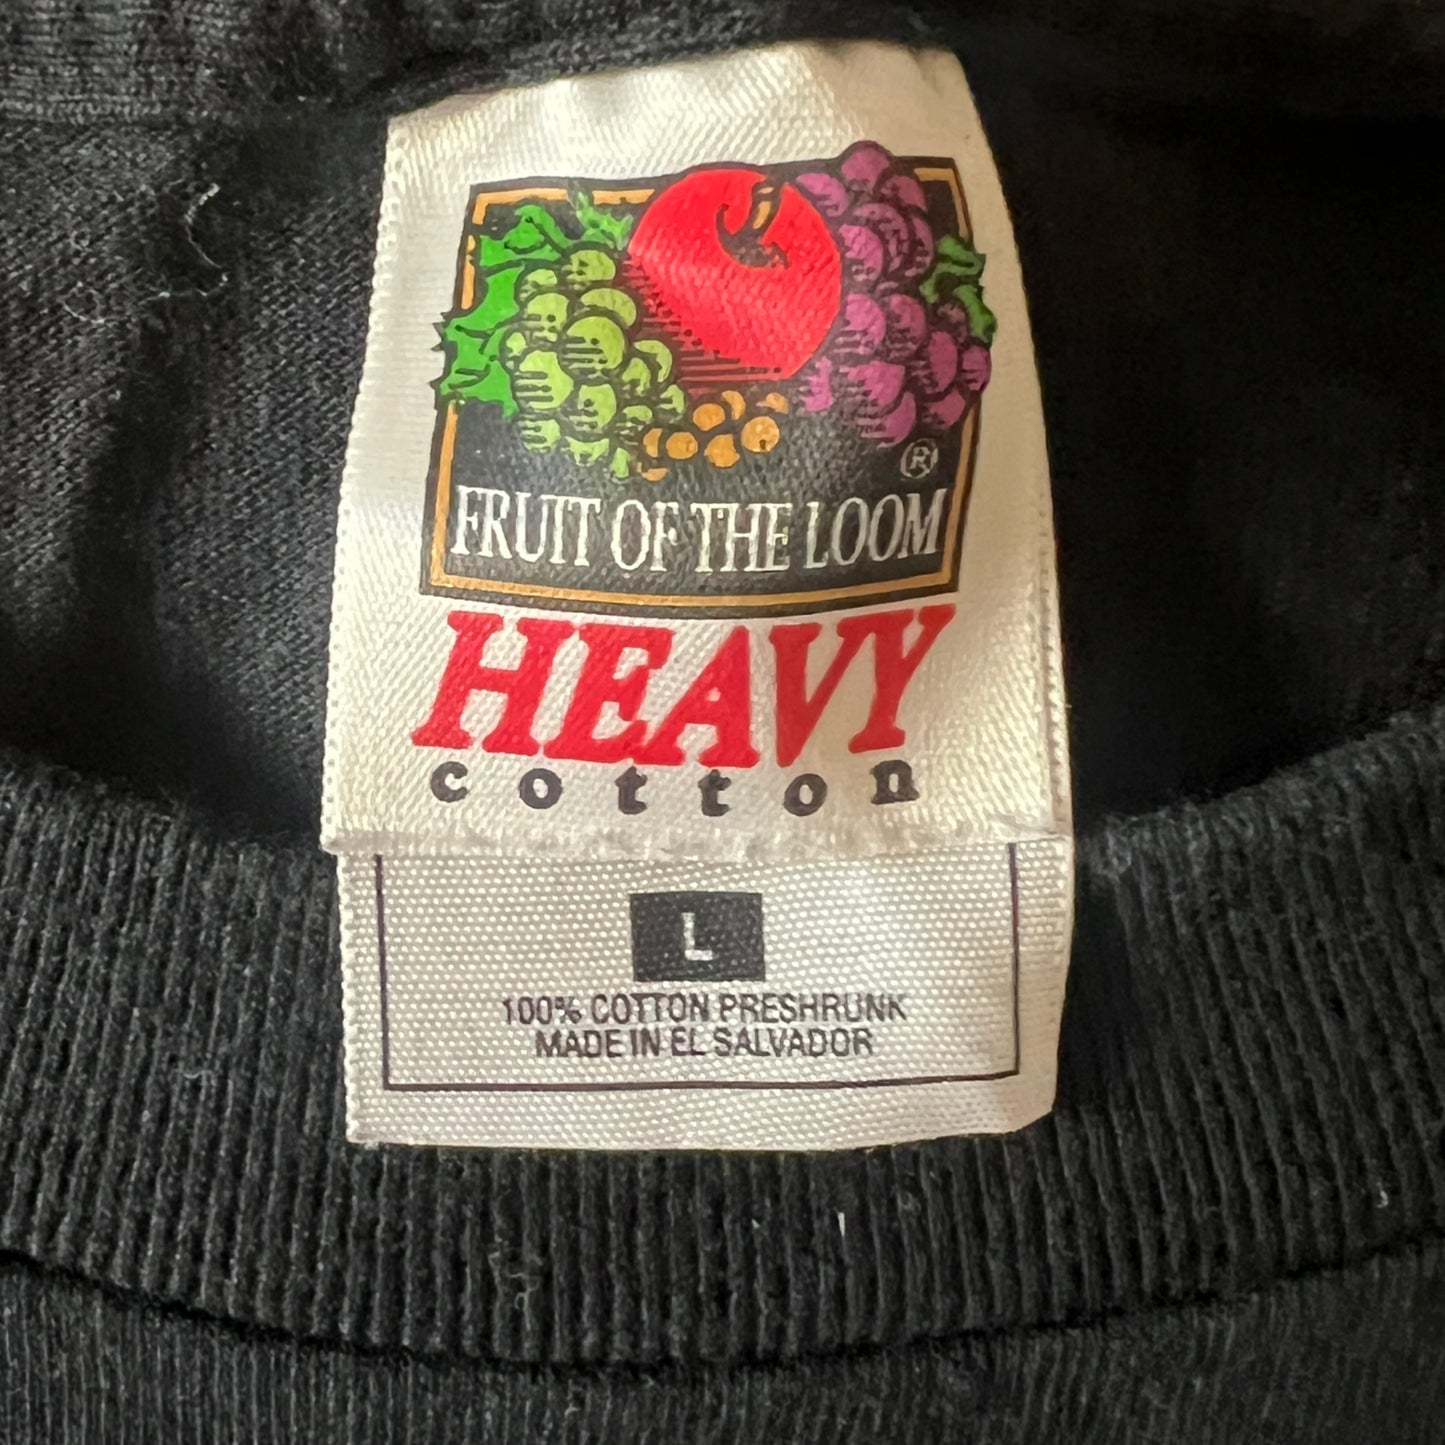 ®
FRUIT OF THE LOOM
HEAVY
cotton
L
100% COTTON PRESHRUNK
MADE IN EL SALVADOR